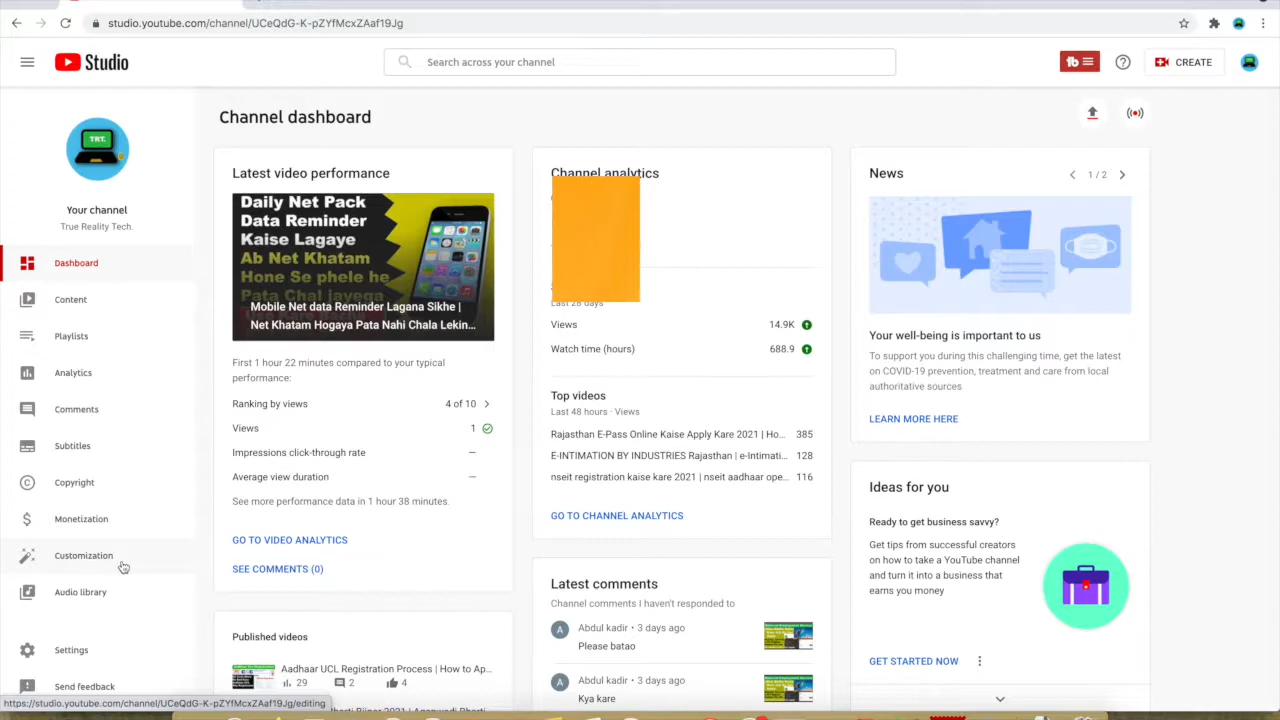 studio.youtube.com/channel/UCeQdG-K-pZYfMcxZAaf19Jg
Studio
Search across your channel
tb
CREATE
TRT.
Your channel
True Reality Tech.
Dashboard
Content
Playlists
Analytics
Comments
Subtitles
Copyright
Monetization
Customization
Audio library
Settings
Send feedback
https://studio.youtube.com/channel/UCeQdG-K-pZYfMcxZAaf19Jg/editing
Channel dashboard
Latest video performance
Daily Net Pack
Data Reminder
Kaise Lagaye
Ab Net Khatam
Hone Se phele he
Pata Chal jayega
Mobile Net data Reminder Lagana Sikhe |
Net Khatam Hogaya Pata Nahi Chala Lekin...
First 1 hour 22 minutes compared to your typical
performance:
Ranking by views 4 of 10
Views 1
Impressions click-through rate —
Average view duration —
See more performance data in 1 hour 38 minutes.
GO TO VIDEO ANALYTICS
SEE COMMENTS (0)
Published videos
Aadhaar UCL Registration Process | How to Ap...
29 2 4
Channel analytics
Last 28 days
Views 14.9K
Watch time (hours) 688.9
Top videos
Last 48 hours · Views
Rajasthan E-Pass Online Kaise Apply Kare 2021 | Ho... 385
E-INTIMATION BY INDUSTRIES Rajasthan | e-Intimati... 128
nseit registration kaise kare 2021 | nseit aadhaar ope... 116
GO TO CHANNEL ANALYTICS
Latest comments
Channel comments I haven't responded to
A Abdul kadir • 3 days ago
Please batao
A Abdul kadir • 3 days ago
Kya kare
News 1 / 2
Your well-being is important to us
To support you during this challenging time, get the latest
on COVID-19 prevention, treatment and care from local
authoritative sources
LEARN MORE HERE
Ideas for you
Ready to get business savvy?
Get tips from successful creators
on how to take a YouTube channel
and turn it into a business that
earns you money
GET STARTED NOW